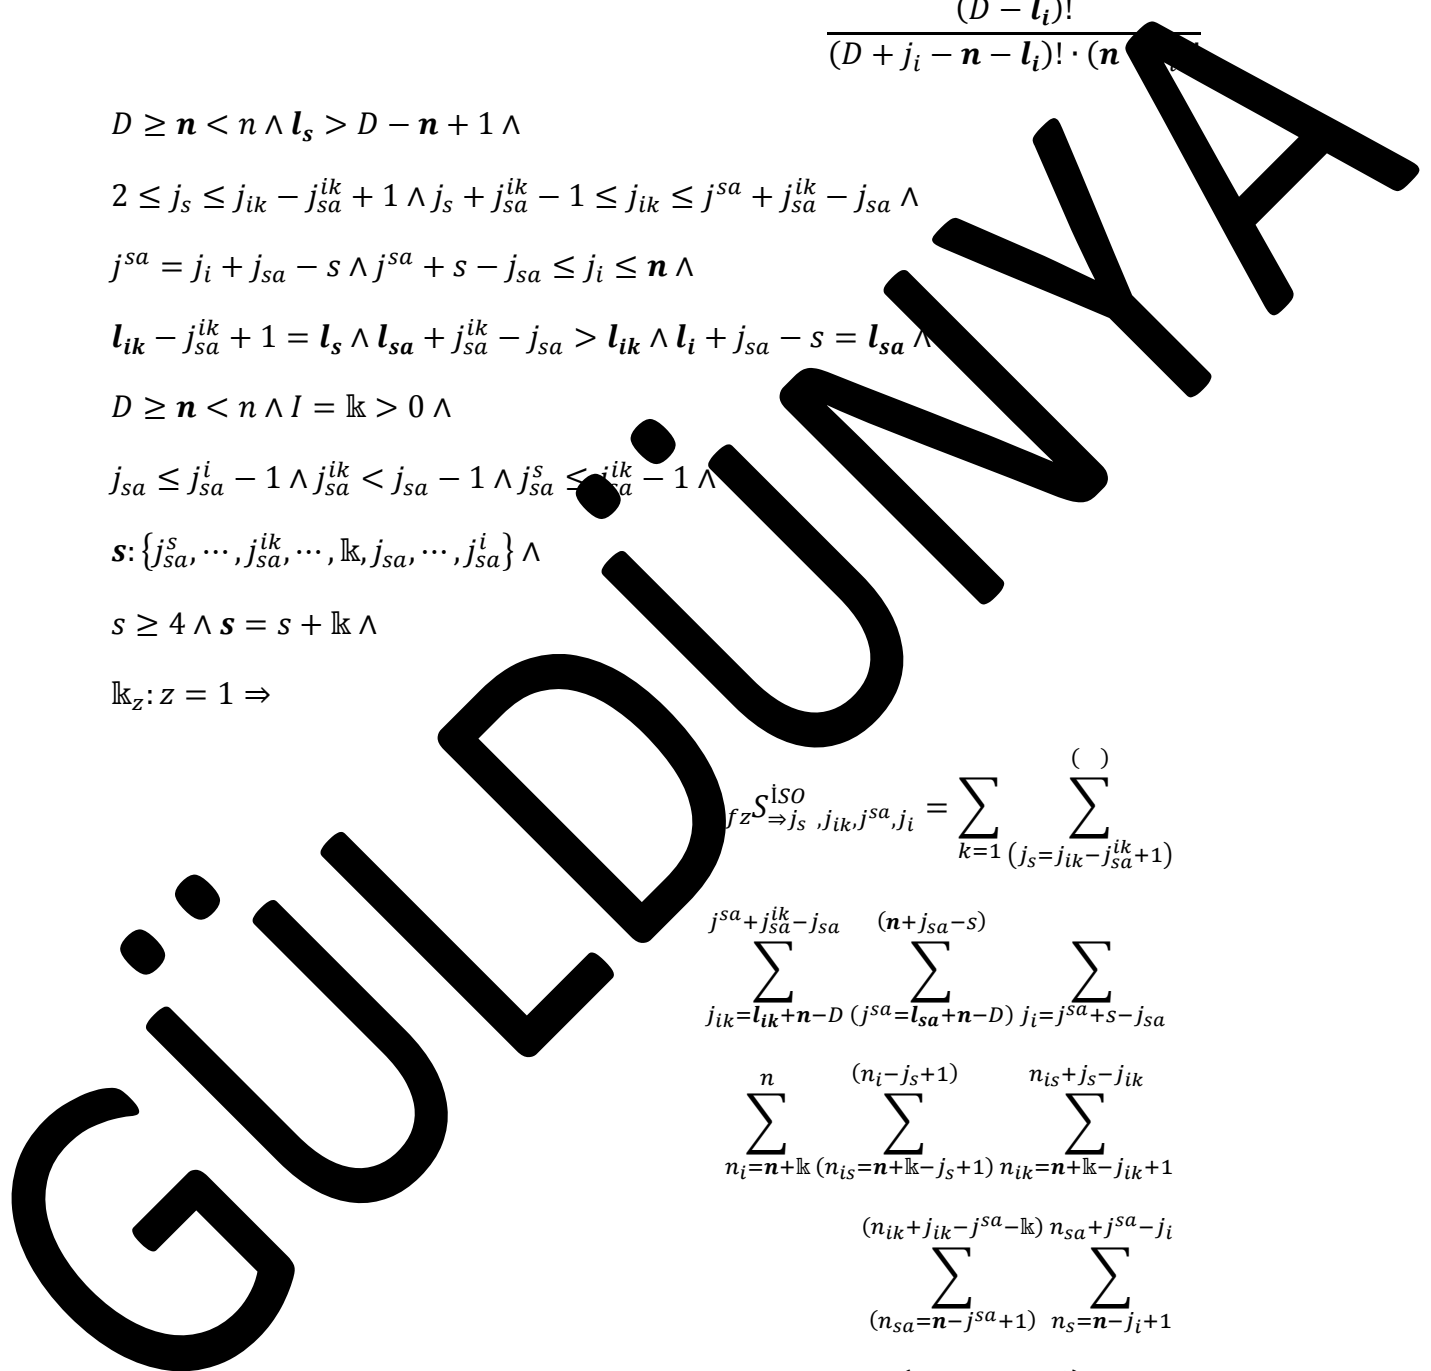 (D − l_i)!
(D + j_i − n − l_i)! · (n
D ≥ n < n ∧ l_s > D − n + 1 ∧
2 ≤ j_s ≤ j_ik − j_sa^ik + 1 ∧ j_s + j_sa^ik − 1 ≤ j_ik ≤ j^sa + j_sa^ik − j_sa ∧
j^sa = j_i + j_sa − s ∧ j^sa + s − j_sa ≤ j_i ≤ n ∧
l_ik − j_sa^ik + 1 = l_s ∧ l_sa + j_sa^ik − j_sa > l_ik ∧ l_i + j_sa − s = l_sa ∧
D ≥ n < n ∧ I = 𝕜 > 0 ∧
j_sa ≤ j_sa^i − 1 ∧ j_sa^ik < j_sa − 1 ∧ j_sa^s ≤ j_sa^ik − 1 ∧
s: {j_sa^s, ⋯, j_sa^ik, ⋯, 𝕜, j_sa, ⋯, j_sa^i} ∧
s ≥ 4 ∧ s = s + 𝕜 ∧
𝕜_z: z = 1 ⇒
( )
fz S^İSO_⇒j_s ,j_ik,j^sa,j_i = ∑ ∑
k=1 (j_s=j_ik−j_sa^ik+1)
j^sa+j_sa^ik−j_sa (n+j_sa−s)
∑ ∑ ∑
j_ik=l_ik+n−D (j^sa=l_sa+n−D) j_i=j^sa+s−j_sa
n (n_i−j_s+1) n_is+j_s−j_ik
∑ ∑ ∑
n_i=n+𝕜 (n_is=n+𝕜−j_s+1) n_ik=n+𝕜−j_ik+1
(n_ik+j_ik−j^sa−𝕜) n_sa+j^sa−j_i
∑ ∑
(n_sa=n−j^sa+1) n_s=n−j_i+1
GÜLDÜNYA